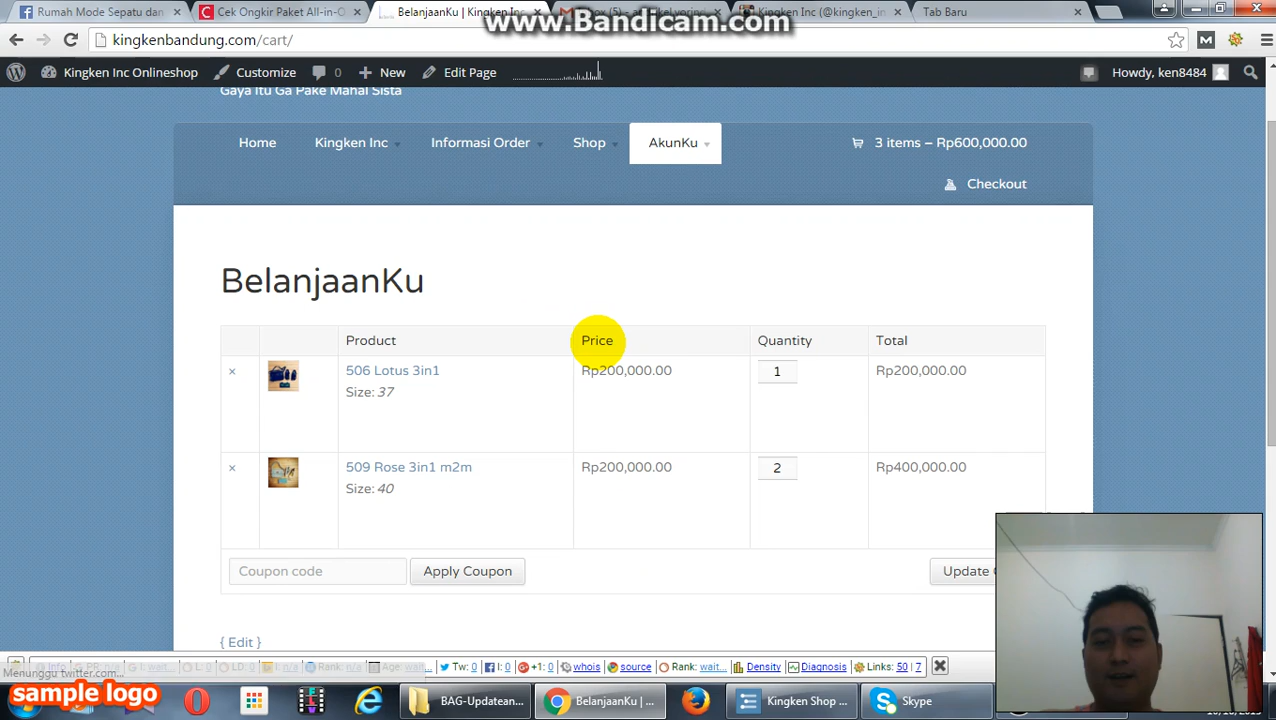 Rumah Mode Sepatu dan
Cek Ongkir Paket All-in-O
BelanjaanKu | Kingken Inc
Kingken Inc (@kingken_in
Tab Baru
www.Bandicam.com
kingkenbandung.com/cart/
Kingken Inc Onlineshop
Customize
0
New
Edit Page
Howdy, ken8484
Gaya Itu Ga Pake Mahal Sista
Home
Kingken Inc
Informasi Order
Shop
AkunKu
3 items – Rp600,000.00
Checkout
BelanjaanKu
Product
Price
Quantity
Total
×
506 Lotus 3in1
Size: 37
Rp200,000.00
1
Rp200,000.00
×
509 Rose 3in1 m2m
Size: 40
Rp200,000.00
2
Rp400,000.00
Coupon code
Apply Coupon
Update
{ Edit }
Tw: 0
I: 0
+1: 0
whois
source
Rank: wait...
Density
Diagnosis
Links: 50 | 7
Menunggu twitter.com...
sample logo
BAG-Updatean...
BelanjaanKu | ...
Kingken Shop ...
Skype